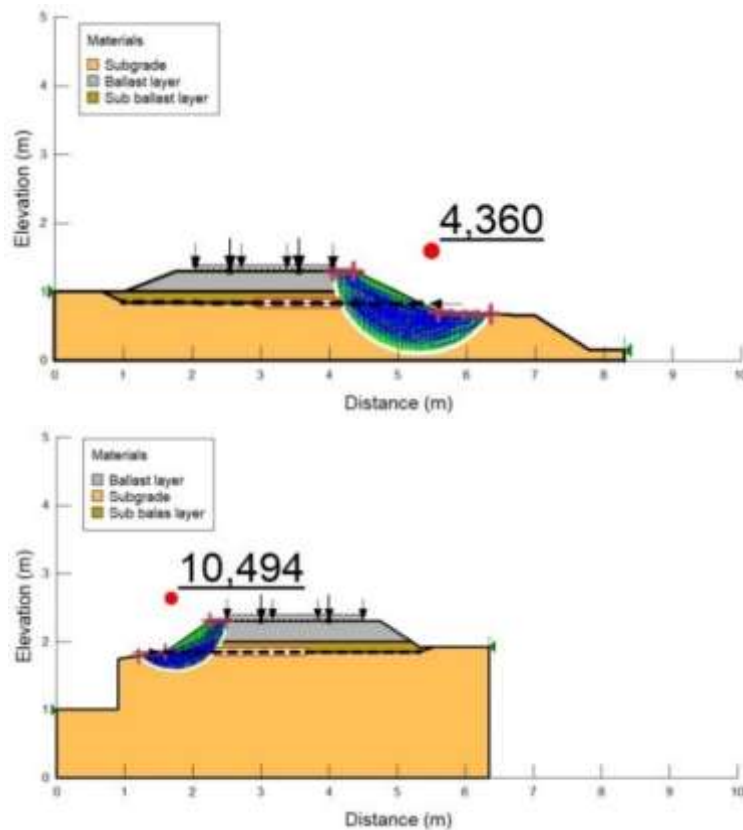 5
Materials
Subgrade
Ballast layer
Sub ballast layer
4
3
2
1
0
Elevation (m)
4,360
0 1 2 3 4 5 6 7 8 9 10
Distance (m)
5
Materials
Ballast layer
Subgrade
Sub balas layer
4
3
2
1
0
Elevation (m)
10,494
0 1 2 3 4 5 6 7 8 9 10
Distance (m)